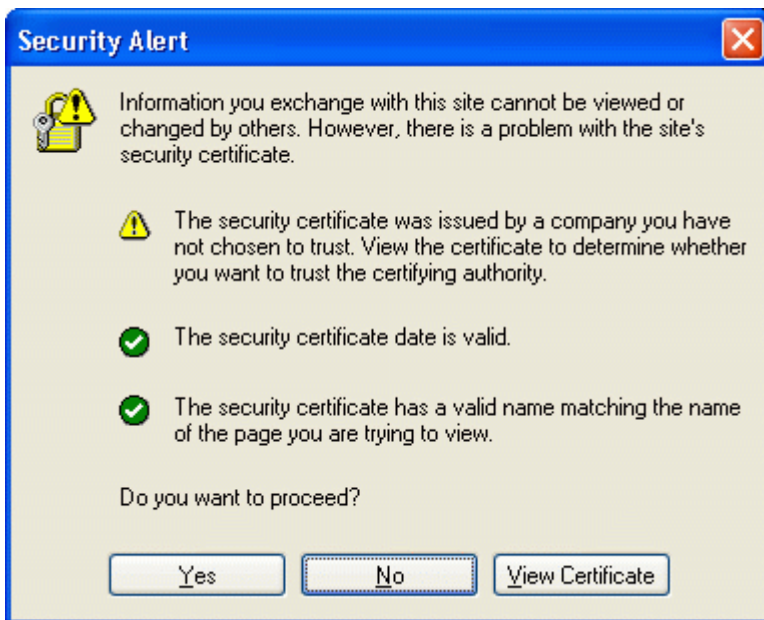 Security Alert
Information you exchange with this site cannot be viewed or
changed by others. However, there is a problem with the site's
security certificate.
The security certificate was issued by a company you have
not chosen to trust. View the certificate to determine whether
you want to trust the certifying authority.
The security certificate date is valid.
The security certificate has a valid name matching the name
of the page you are trying to view.
Do you want to proceed?
Yes
No
View Certificate